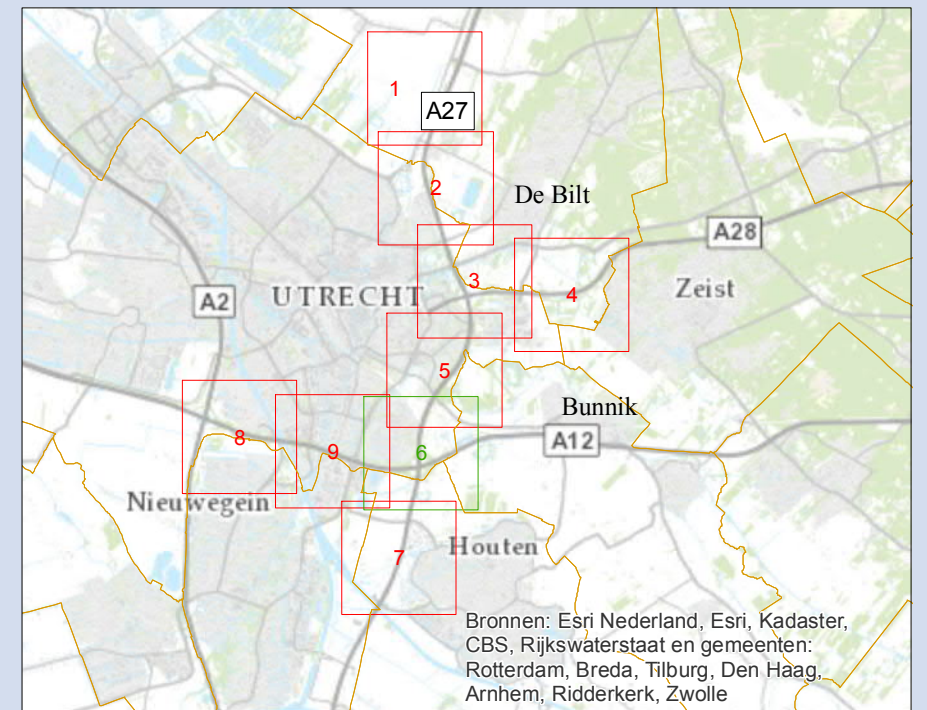 1
A27
2
De Bilt
A28
3
4
Zeist
A2
UTRECHT
5
Bunnik
8
9
6
A12
Nieuwegein
7
Houten
Bronnen: Esri Nederland, Esri, Kadaster,
CBS, Rijkswaterstaat en gemeenten:
Rotterdam, Breda, Tilburg, Den Haag,
Arnhem, Ridderkerk, Zwolle